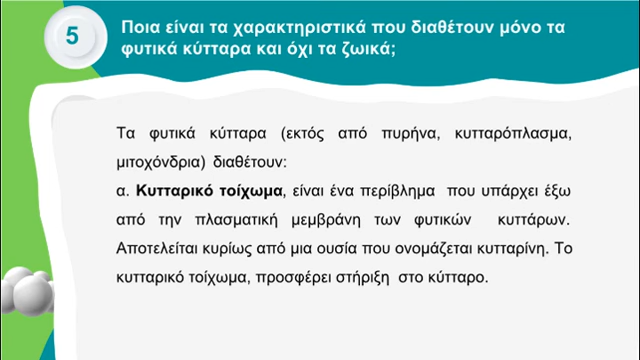 5
Ποια είναι τα χαρακτηριστικά που διαθέτουν μόνο τα
φυτικά κύτταρα και όχι τα ζωικά;
Τα φυτικά κύτταρα (εκτός από πυρήνα, κυτταρόπλασμα,
μιτοχόνδρια) διαθέτουν:
α. Κυτταρικό τοίχωμα, είναι ένα περίβλημα που υπάρχει έξω
από την πλασματική μεμβράνη των φυτικών κυττάρων.
Αποτελείται κυρίως από μια ουσία που ονομάζεται κυτταρίνη. Το
κυτταρικό τοίχωμα, προσφέρει στήριξη στο κύτταρο.